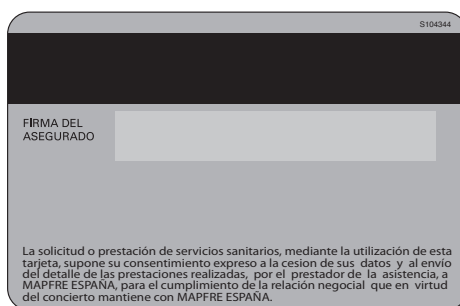 S104344
FIRMA DEL
ASEGURADO
La solicitud o prestación de servicios sanitarios, mediante la utilización de esta
tarjeta, supone su consentimiento expreso a la cesion de sus datos y al envío
del detalle de las prestaciones realizadas, por el prestador de la asistencia, a
MAPFRE ESPAÑA, para el cumplimiento de la relación negocial que en virtud
del concierto mantiene con MAPFRE ESPAÑA.